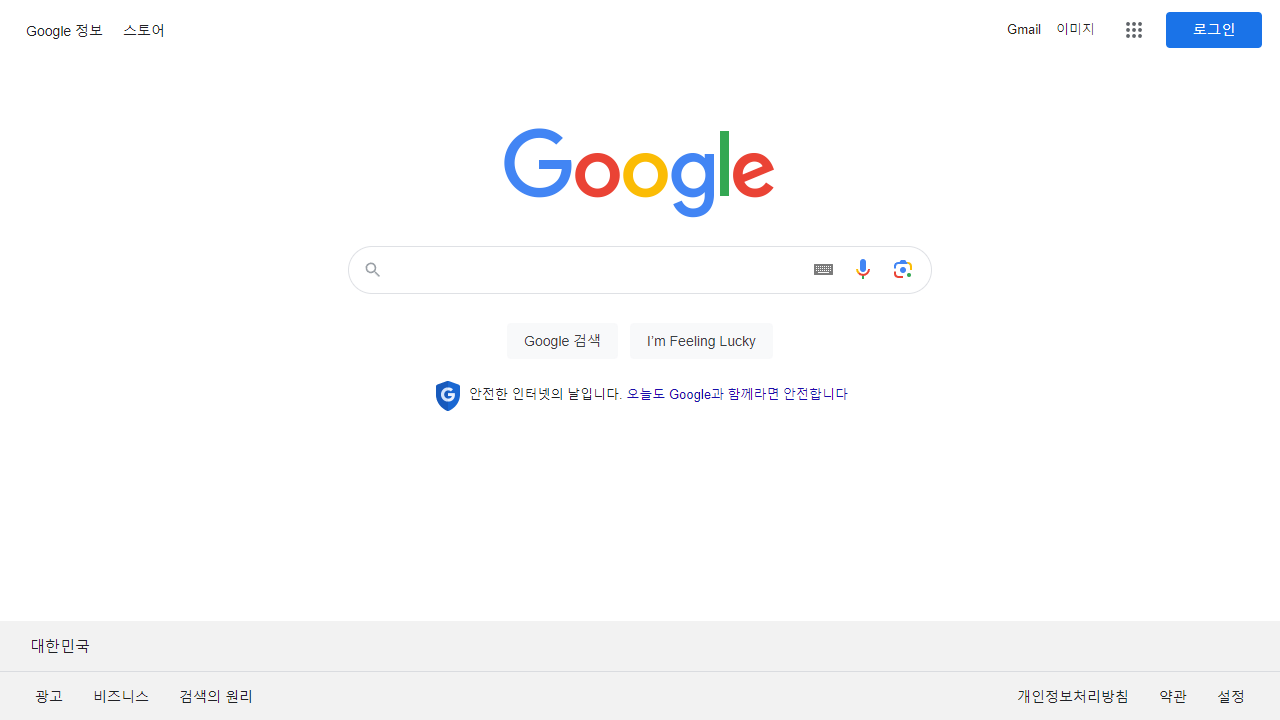 Google 정보 스토어 Gmail 이미지 로그인
Google
Google 검색 I'm Feeling Lucky
G 안전한 인터넷의 날입니다. 오늘도 Google과 함께라면 안전합니다
대한민국
광고 비즈니스 검색의 원리 개인정보처리방침 약관 설정